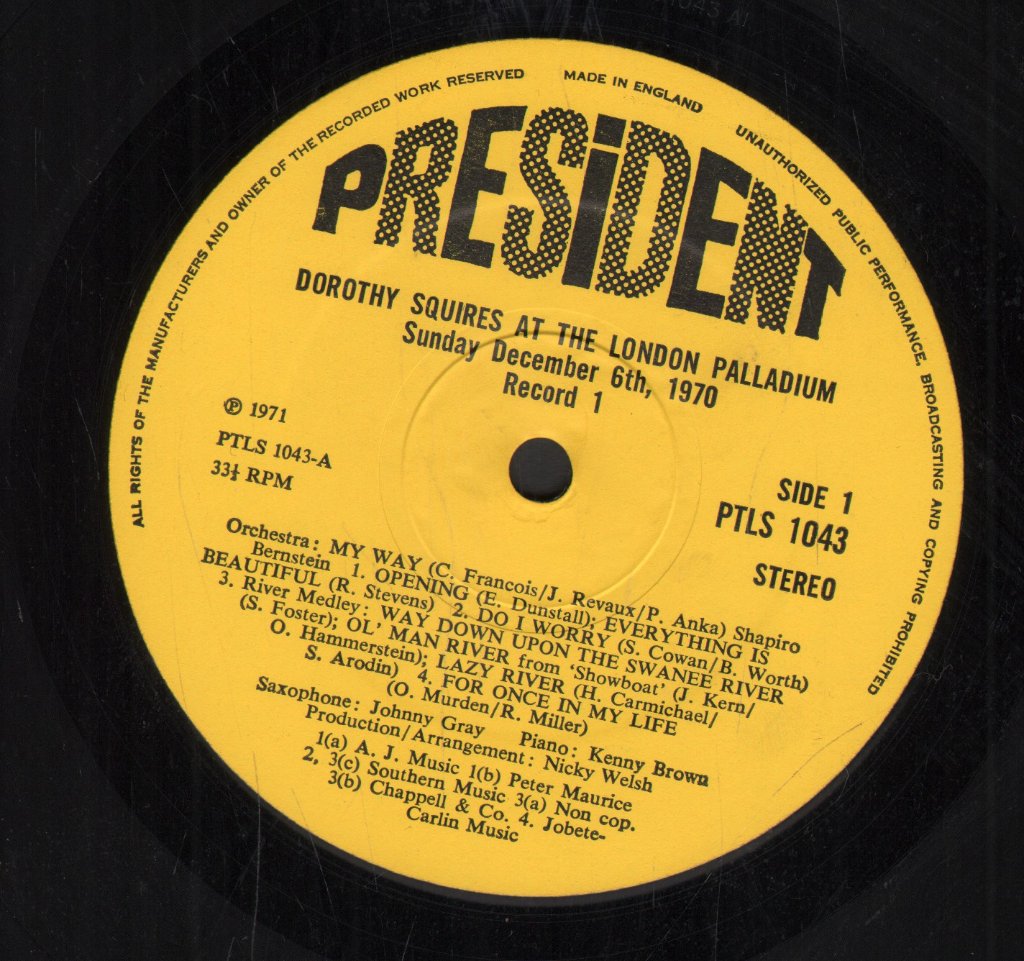 1043 A1
ALL RIGHTS OF THE MANUFACTURERS AND OWNER OF THE RECORDED WORK RESERVED
MADE IN ENGLAND
UNAUTHORIZED PUBLIC PERFORMANCE, BROADCASTING AND COPYING PROHIBITED
PRESiDENT
DOROTHY SQUIRES AT THE LONDON PALLADIUM
Sunday December 6th, 1970
Record 1
℗ 1971
PTLS 1043-A
33⅓ RPM
SIDE 1
PTLS 1043
STEREO
Orchestra: MY WAY (C. Francois/J. Revaux/P. Anka) Shapiro
Bernstein 1. OPENING (E. Dunstall); EVERYTHING IS
BEAUTIFUL (R. Stevens) 2. DO I WORRY (S. Cowan/B. Worth)
3. River Medley: WAY DOWN UPON THE SWANEE RIVER
(S. Foster); OL' MAN RIVER from 'Showboat' (J. Kern/
O. Hammerstein); LAZY RIVER (H. Carmichael/
S. Arodin) 4. FOR ONCE IN MY LIFE
(O. Murden/R. Miller)
Saxophone: Johnny Gray Piano: Kenny Brown
Production/Arrangement: Nicky Welsh
1(a) A. J. Music 1(b) Peter Maurice
2, 3(c) Southern Music 3(a) Non cop.
3(b) Chappell & Co. 4. Jobete-
Carlin Music